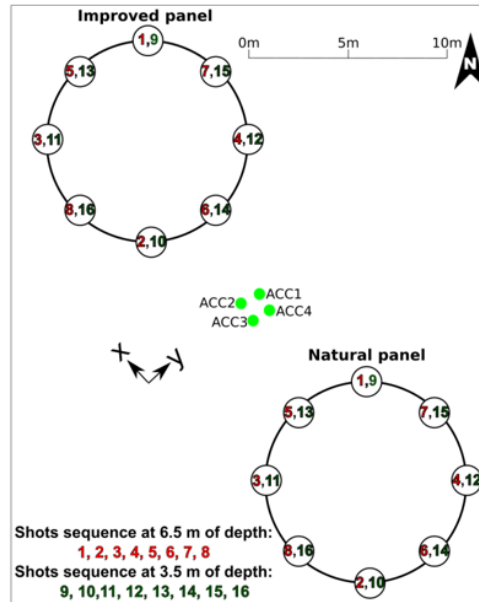 Improved panel
0m 5m 10m
N
1,9
5,13 7,15
3,11 4,12
8,16 6,14
2,10
ACC1
ACC2
ACC4
ACC3
x y
Natural panel
1,9
5,13 7,15
3,11 4,12
8,16 6,14
2,10
Shots sequence at 6.5 m of depth:
1, 2, 3, 4, 5, 6, 7, 8
Shots sequence at 3.5 m of depth:
9, 10,11, 12, 13, 14, 15, 16